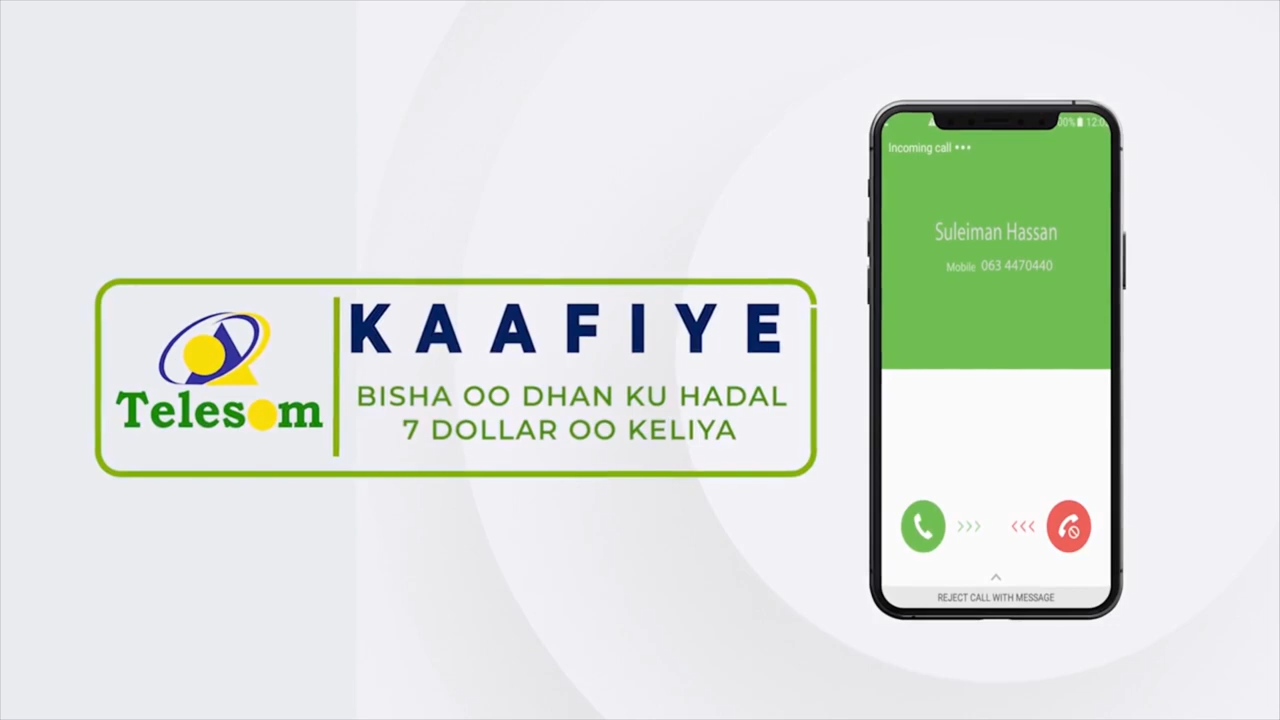 Telesom
KAAFIYE
BISHA OO DHAN KU HADAL
7 DOLLAR OO KELIYA
Incoming call •••
Suleiman Hassan
Mobile 063 4470440
REJECT CALL WITH MESSAGE